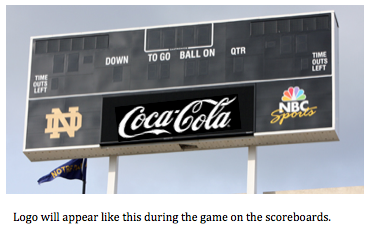 DOWN
TO GO
BALL ON
QTR
TIME
OUTS
LEFT
TIME
OUTS
LEFT
ND
Coca-Cola
NBC
Sports
Logo will appear like this during the game on the scoreboards.